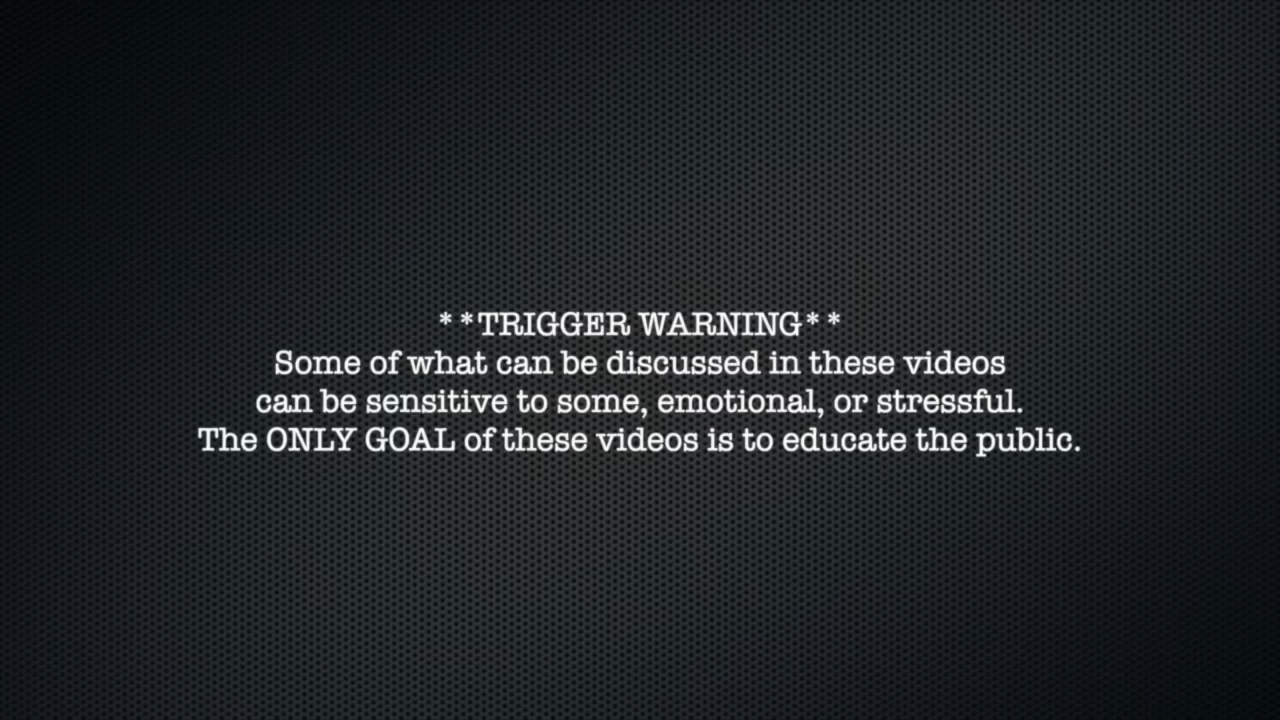 **TRIGGER WARNING**
Some of what can be discussed in these videos
can be sensitive to some, emotional, or stressful.
The ONLY GOAL of these videos is to educate the public.